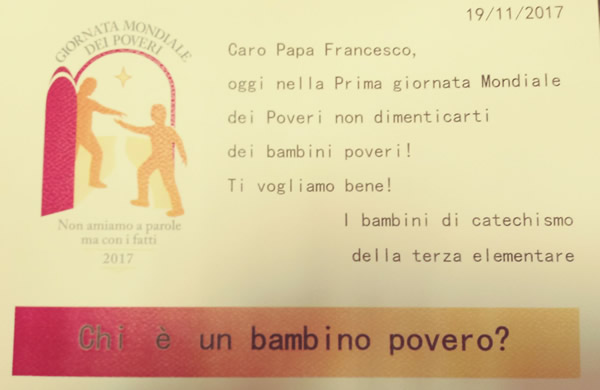 19/11/2017
GIORNATA MONDIALE
DEI POVERI
Non amiamo a parole
ma con i fatti
2017
Caro Papa Francesco,
oggi nella Prima giornata Mondiale
dei Poveri non dimenticarti
dei bambini poveri!
Ti vogliamo bene!
I bambini di catechismo
della terza elementare
Chi è un bambino povero?